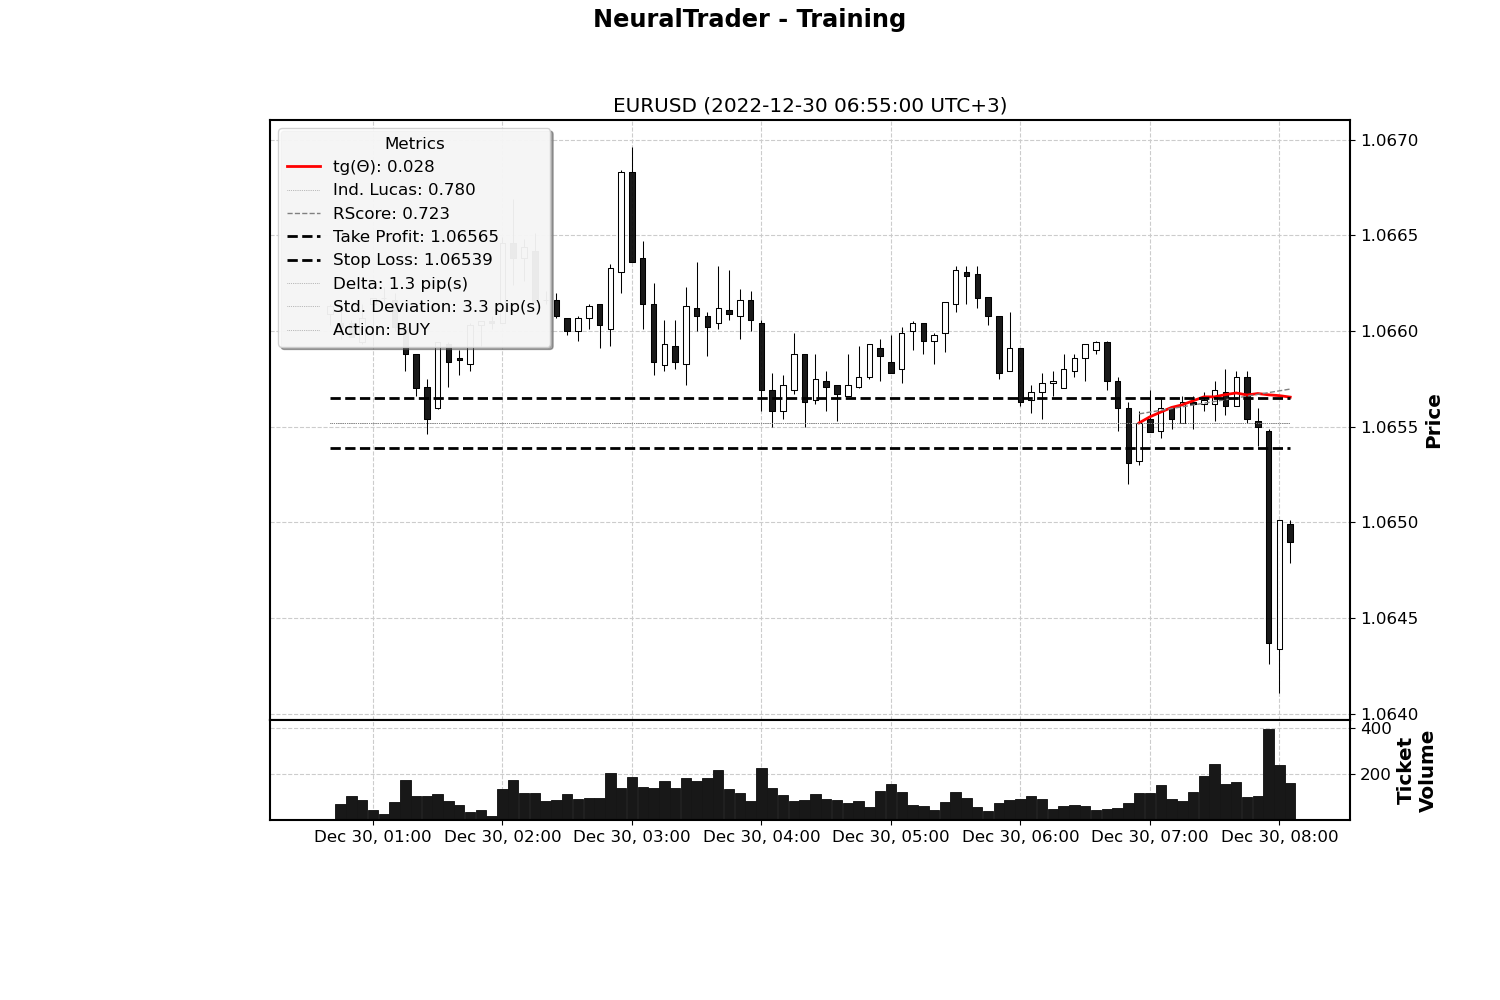 NeuralTrader - Training
EURUSD (2022-12-30 06:55:00 UTC+3)
Metrics
tg(Θ): 0.028
Ind. Lucas: 0.780
RScore: 0.723
Take Profit: 1.06565
Stop Loss: 1.06539
Delta: 1.3 pip(s)
Std. Deviation: 3.3 pip(s)
Action: BUY
1.0670
1.0665
1.0660
1.0655
1.0650
1.0645
1.0640
Price
400
200
Ticket
Volume
Dec 30, 01:00 Dec 30, 02:00 Dec 30, 03:00 Dec 30, 04:00 Dec 30, 05:00 Dec 30, 06:00 Dec 30, 07:00 Dec 30, 08:00